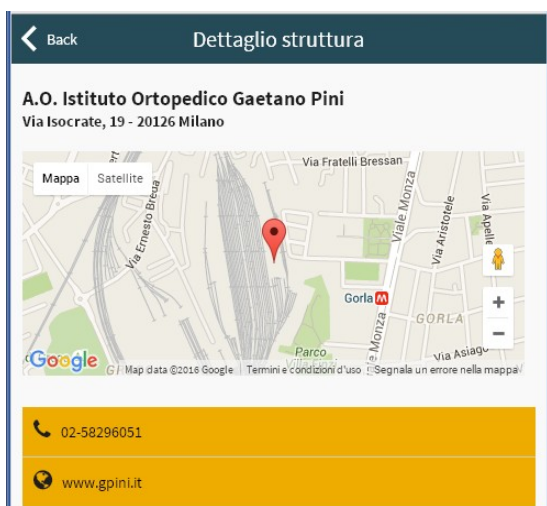 Back
Dettaglio struttura
A.O. Istituto Ortopedico Gaetano Pini
Via Isocrate, 19 - 20126 Milano
Mappa
Satellite
Via Fratelli Bressan
Via Ernesto Breda
Viale Monza
Via Aristotele
Via Apelle
Gorla M
GORLA
+
−
Parco
Via Asiago
Google
Map data ©2016 Google
Termini e condizioni d'uso
Segnala un errore nella mappa
02-58296051
www.gpini.it